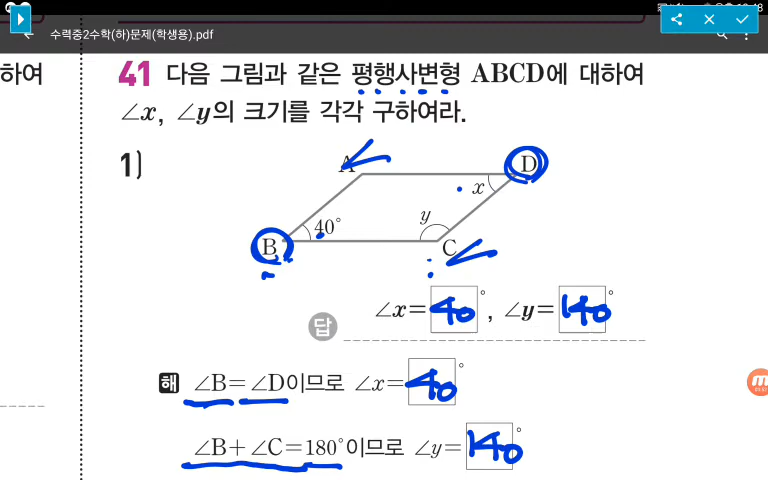 수력중2수학(하)문제(학생용).pdf
하여
41 다음 그림과 같은 평행사변형 ABCD에 대하여
∠x, ∠y의 크기를 각각 구하여라.
1)
A
D
x
y
40°
B
C
답 ∠x=40°, ∠y=140°
해 ∠B=∠D이므로 ∠x=40°
∠B+∠C=180°이므로 ∠y=140°